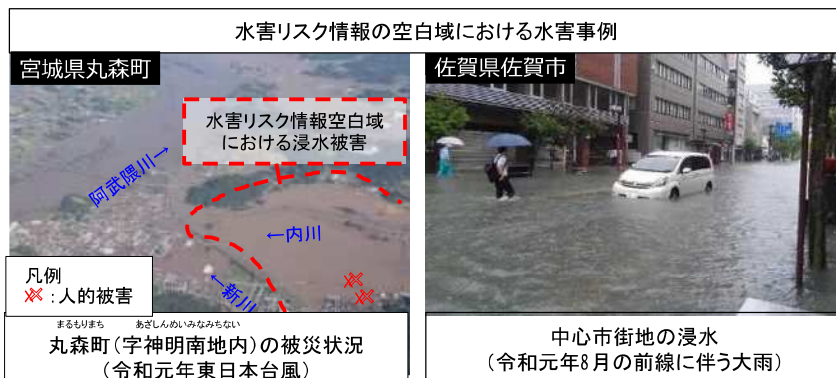 水害リスク情報の空白域における水害事例
宮城県丸森町
水害リスク情報空白域
における浸水被害
阿武隈川→
←内川
←新川
凡例
：人的被害
まるもりまち あざしんめいみなみちない
丸森町（字神明南地内）の被災状況
（令和元年東日本台風）
佐賀県佐賀市
中心市街地の浸水
（令和元年8月の前線に伴う大雨）